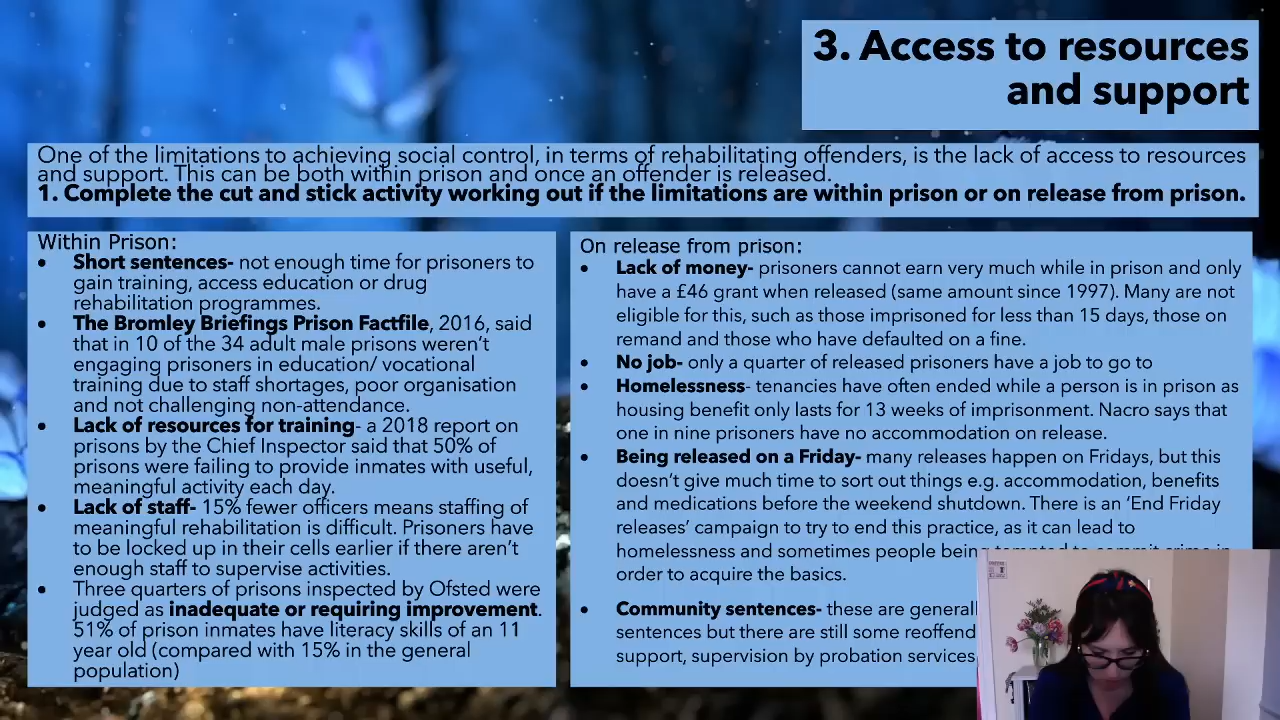 3. Access to resources
and support
One of the limitations to achieving social control, in terms of rehabilitating offenders, is the lack of access to resources
and support. This can be both within prison and once an offender is released.
1. Complete the cut and stick activity working out if the limitations are within prison or on release from prison.
Within Prison:
• Short sentences- not enough time for prisoners to
gain training, access education or drug
rehabilitation programmes.
• The Bromley Briefings Prison Factfile, 2016, said
that in 10 of the 34 adult male prisons weren't
engaging prisoners in education/ vocational
training due to staff shortages, poor organisation
and not challenging non-attendance.
• Lack of resources for training- a 2018 report on
prisons by the Chief Inspector said that 50% of
prisons were failing to provide inmates with useful,
meaningful activity each day.
• Lack of staff- 15% fewer officers means staffing of
meaningful rehabilitation is difficult. Prisoners have
to be locked up in their cells earlier if there aren't
enough staff to supervise activities.
• Three quarters of prisons inspected by Ofsted were
judged as inadequate or requiring improvement.
51% of prison inmates have literacy skills of an 11
year old (compared with 15% in the general
population)
On release from prison:
• Lack of money- prisoners cannot earn very much while in prison and only
have a £46 grant when released (same amount since 1997). Many are not
eligible for this, such as those imprisoned for less than 15 days, those on
remand and those who have defaulted on a fine.
• No job- only a quarter of released prisoners have a job to go to
• Homelessness- tenancies have often ended while a person is in prison as
housing benefit only lasts for 13 weeks of imprisonment. Nacro says that
one in nine prisoners have no accommodation on release.
• Being released on a Friday- many releases happen on Fridays, but this
doesn't give much time to sort out things e.g. accommodation, benefits
and medications before the weekend shutdown. There is an 'End Friday
releases' campaign to try to end this practice, as it can lead to
homelessness and sometimes people being tempted to commit crime in
order to acquire the basics.
• Community sentences- these are generall
sentences but there are still some reoffend
support, supervision by probation services